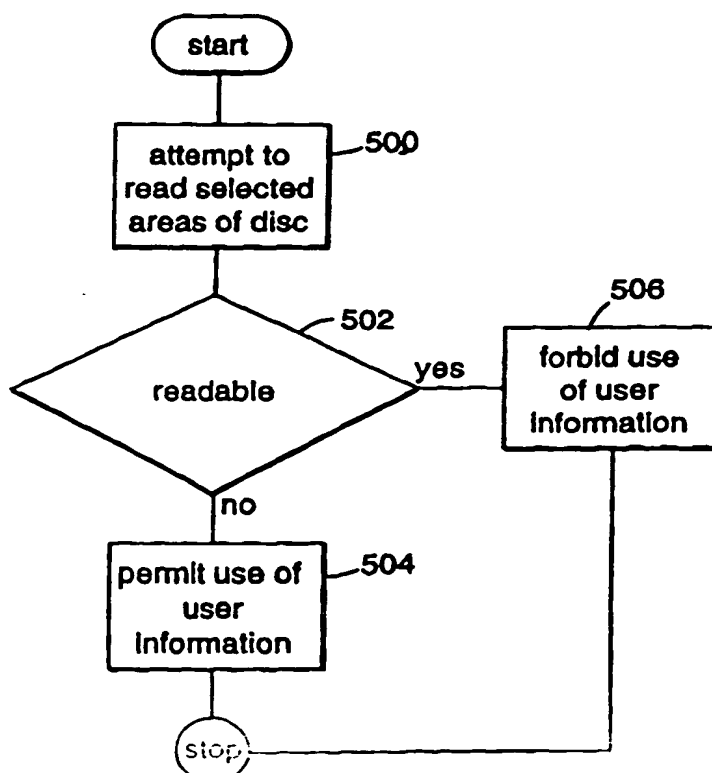 start
500
attempt to
read selected
areas of disc
502
506
readable
yes
forbid use
of user
information
no
504
permit use of
user
information
stop